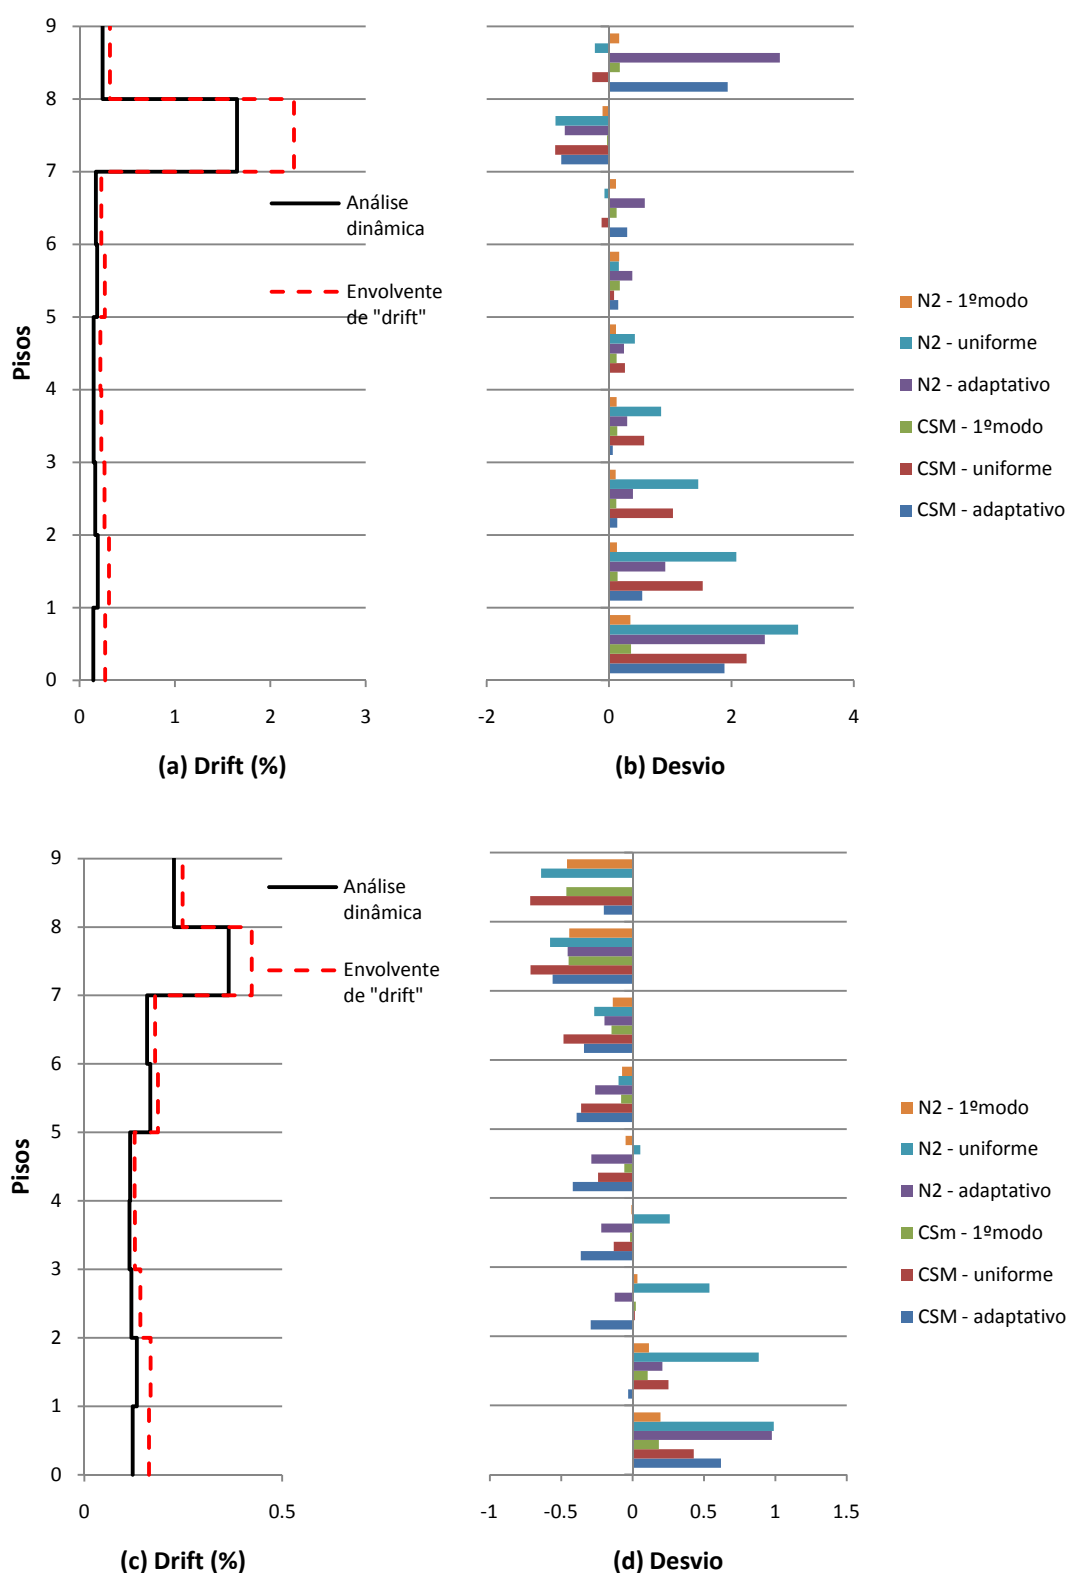 9
8
7
6
5
4
3
2
1
0
Pisos
Análise
dinâmica
Envolvente
de "drift"
0
1
2
3
(a) Drift (%)
-2
0
2
4
(b) Desvio
N2 - 1ºmodo
N2 - uniforme
N2 - adaptativo
CSM - 1ºmodo
CSM - uniforme
CSM - adaptativo
9
8
7
6
5
4
3
2
1
0
Pisos
Análise
dinâmica
Envolvente
de "drift"
0
0.5
(c) Drift (%)
-1
-0.5
0
0.5
1
1.5
(d) Desvio
N2 - 1ºmodo
N2 - uniforme
N2 - adaptativo
CSm - 1ºmodo
CSM - uniforme
CSM - adaptativo